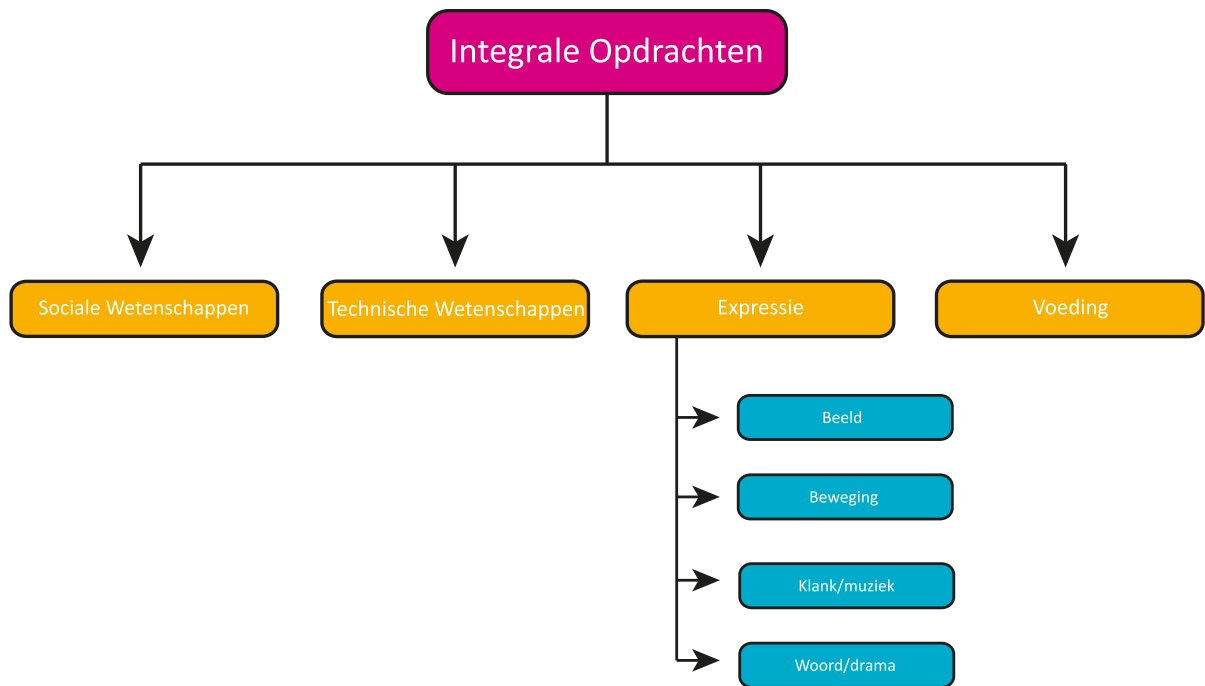 Integrale Opdrachten
Sociale Wetenschappen
Technische Wetenschappen
Expressie
Voeding
Beeld
Beweging
Klank/muziek
Woord/drama